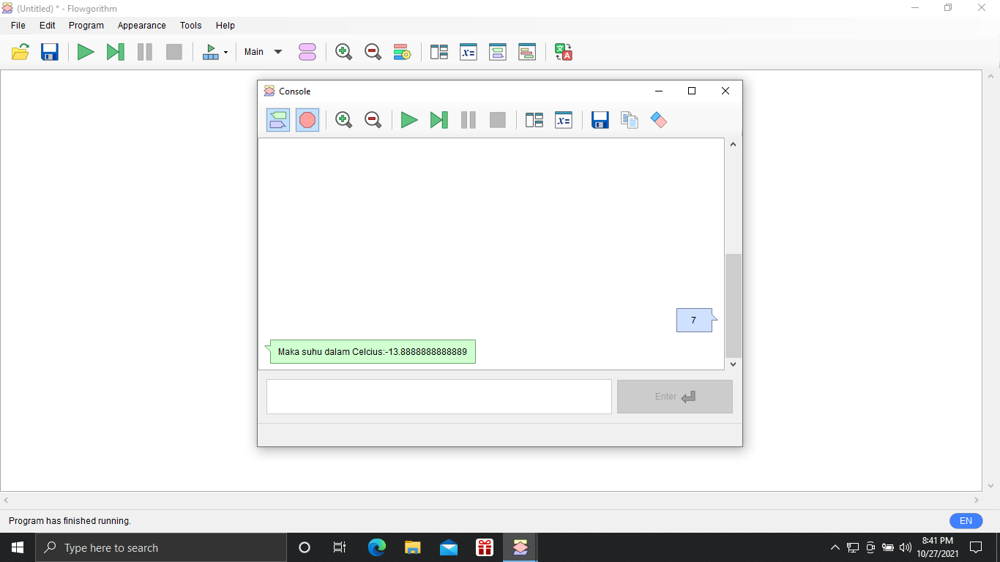 (Untitled) * - Flowgorithm
File Edit Program Appearance Tools Help
Main
x=
文
A
Console
x=
7
Maka suhu dalam Celcius:-13.8888888888889
Enter
Program has finished running.
EN
Type here to search
8:41 PM
10/27/2021